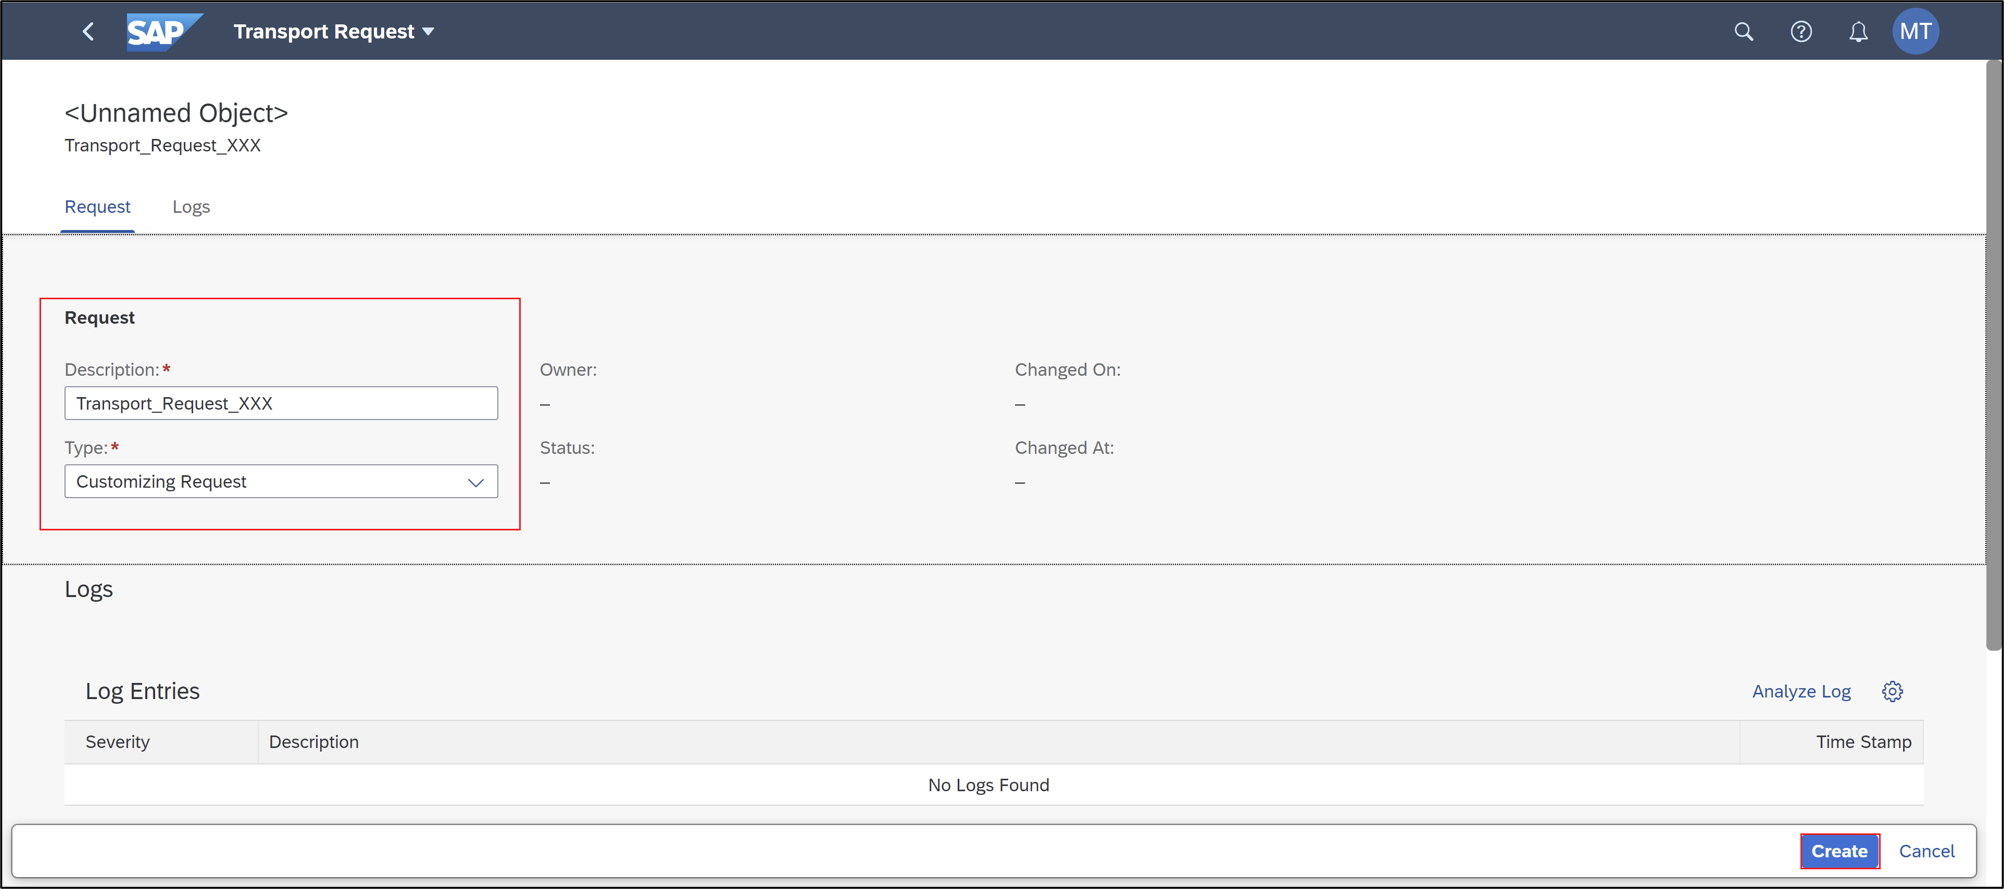 SAP Transport Request
MT
<Unnamed Object>
Transport_Request_XXX
Request Logs
Request
Description:* Owner: Changed On:
Transport_Request_XXX – –
Type:* Status: Changed At:
Customizing Request – –
Logs
Log Entries Analyze Log
Severity Description Time Stamp
No Logs Found
Create Cancel